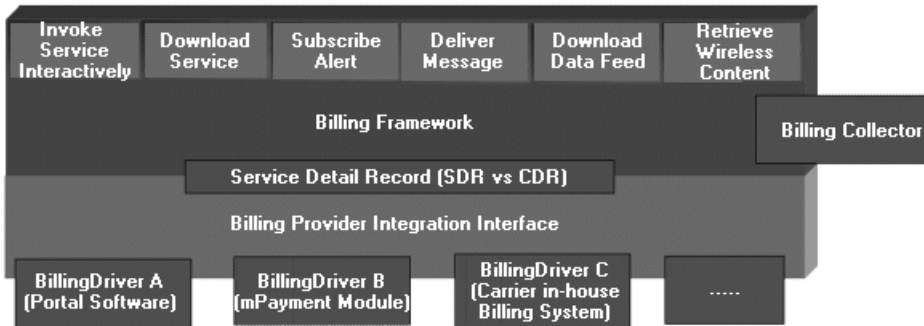 Invoke
Service
Interactively
Download
Service
Subscribe
Alert
Deliver
Message
Download
Data Feed
Retrieve
Wireless
Content
Billing Framework
Billing Collector
Service Detail Record (SDR vs CDR)
Billing Provider Integration Interface
BillingDriver A
(Portal Software)
BillingDriver B
(mPayment Module)
BillingDriver C
(Carrier in-house
Billing System)
-----